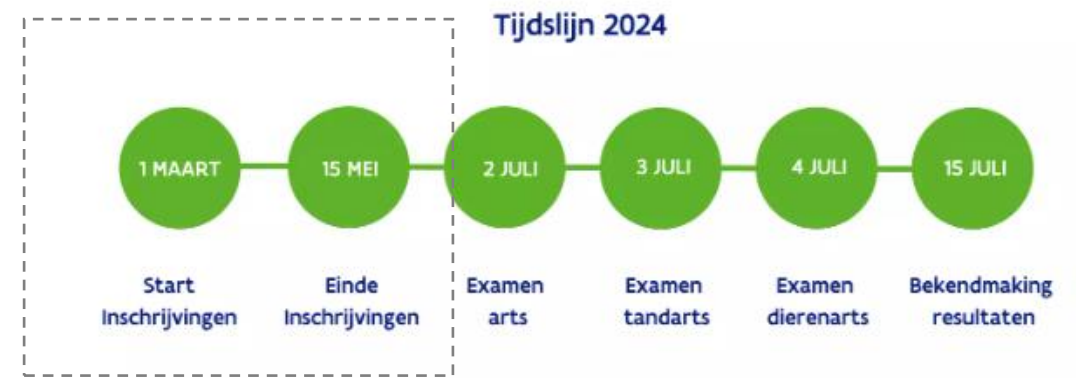 Tijdslijn 2024
1 MAART
15 MEI
2 JULI
3 JULI
4 JULI
15 JULI
Start
Inschrijvingen
Einde
Inschrijvingen
Examen
arts
Examen
tandarts
Examen
dierenarts
Bekendmaking
resultaten